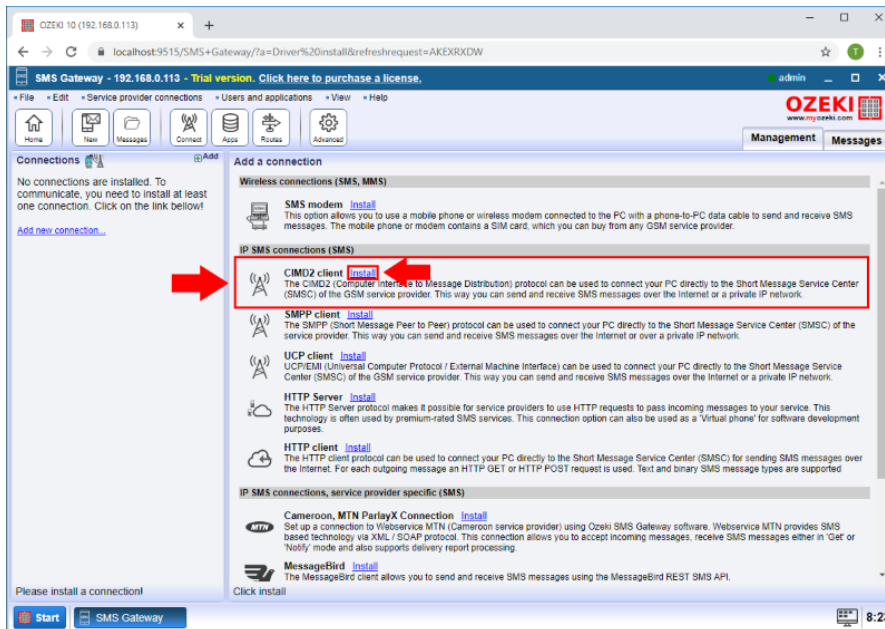 OZEKI 10 (192.168.0.113)
localhost:9515/SMS+Gateway/?a=Driver%20install&refreshrequest=AKEXRXDW
T
SMS Gateway - 192.168.0.113 - Trial version. Click here to purchase a license.
admin
File Edit Service provider connections Users and applications View Help
OZEKI
www.myozeki.com
Home
New
Messages
Connect
Apps
Routes
Advanced
Management
Messages
Connections
Add
No connections are installed. To
communicate, you need to install at least
one connection. Click on the link bellow!
Add new connection...
Please install a connection!
Add a connection
Wireless connections (SMS, MMS)
SMS modem Install
This option allows you to use a mobile phone or wireless modem connected to the PC with a phone-to-PC data cable to send and receive SMS
messages. The mobile phone or modem contains a SIM card, which you can buy from any GSM service provider.
IP SMS connections (SMS)
CIMD2 client Install
The CIMD2 (Computer Interface to Message Distribution) protocol can be used to connect your PC directly to the Short Message Service Center
(SMSC) of the GSM service provider. This way you can send and receive SMS messages over the Internet or a private IP network.
SMPP client Install
The SMPP (Short Message Peer to Peer) protocol can be used to connect your PC directly to the Short Message Service Center (SMSC) of the
service provider. This way you can send and receive SMS messages over the Internet or over a private IP network.
UCP client Install
UCP/EMI (Universal Computer Protocol / External Machine Interface) can be used to connect your PC directly to the Short Message Service
Center (SMSC) of the GSM service provider. This way you can send and receive SMS messages over the Internet or a private IP network.
HTTP Server Install
The HTTP Server protocol makes it possible for service providers to use HTTP requests to pass incoming messages to your service. This
technology is often used by premium-rated SMS services. This connection option can also be used as a 'Virtual phone' for software development
purposes.
HTTP client Install
The HTTP client protocol can be used to connect your PC directly to the Short Message Service Center (SMSC) for sending SMS messages over
the Internet. For each outgoing message an HTTP GET or HTTP POST request is used. Text and binary SMS message types are supported
IP SMS connections, service provider specific (SMS)
MTN
Cameroon, MTN ParlayX Connection Install
Set up a connection to Webservice MTN (Cameroon service provider) using Ozeki SMS Gateway software. Webservice MTN provides SMS
based technology via XML / SOAP protocol. This connection allows you to accept incoming messages, receive SMS messages either in 'Get' or
'Notify' mode and also supports delivery report processing.
MessageBird Install
The MessageBird client allows you to send and receive SMS messages using the MessageBird REST SMS API.
Click install
Start
SMS Gateway